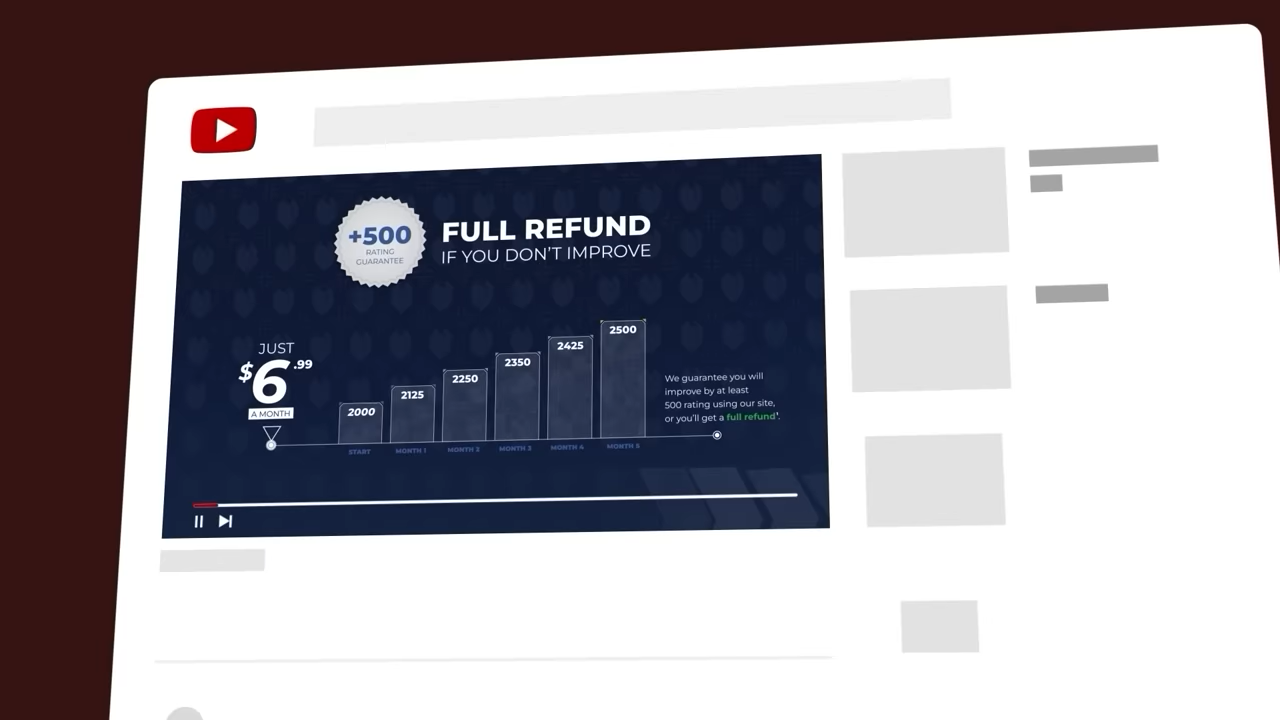 +500
RATING
GUARANTEE
FULL REFUND
IF YOU DON'T IMPROVE
JUST
$6.99
A MONTH
2000
2125
2250
2350
2425
2500
START
MONTH 1
MONTH 2
MONTH 3
MONTH 4
MONTH 5
We guarantee you will
improve by at least
500 rating using our site,
or you'll get a full refund*.